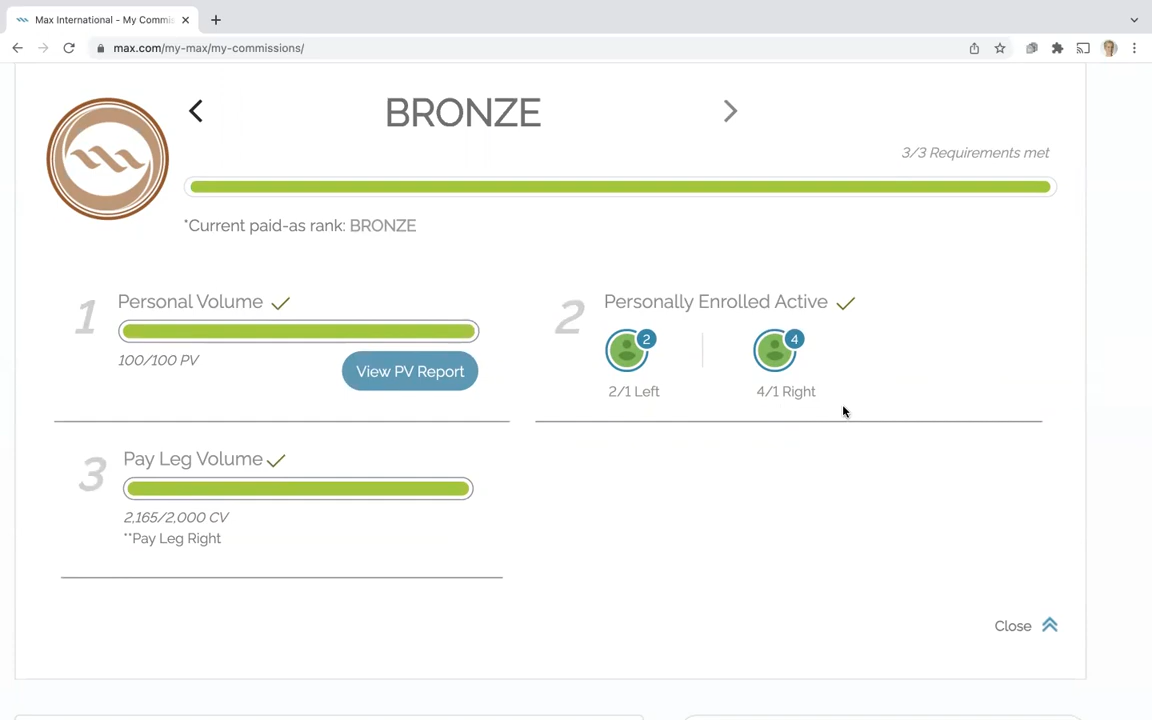 Max International - My Commis
max.com/my-max/my-commissions/
BRONZE
3/3 Requirements met
*Current paid-as rank: BRONZE
1
Personal Volume
100/100 PV
View PV Report
2
Personally Enrolled Active
2
4
2/1 Left
4/1 Right
3
Pay Leg Volume
2,165/2,000 CV
**Pay Leg Right
Close